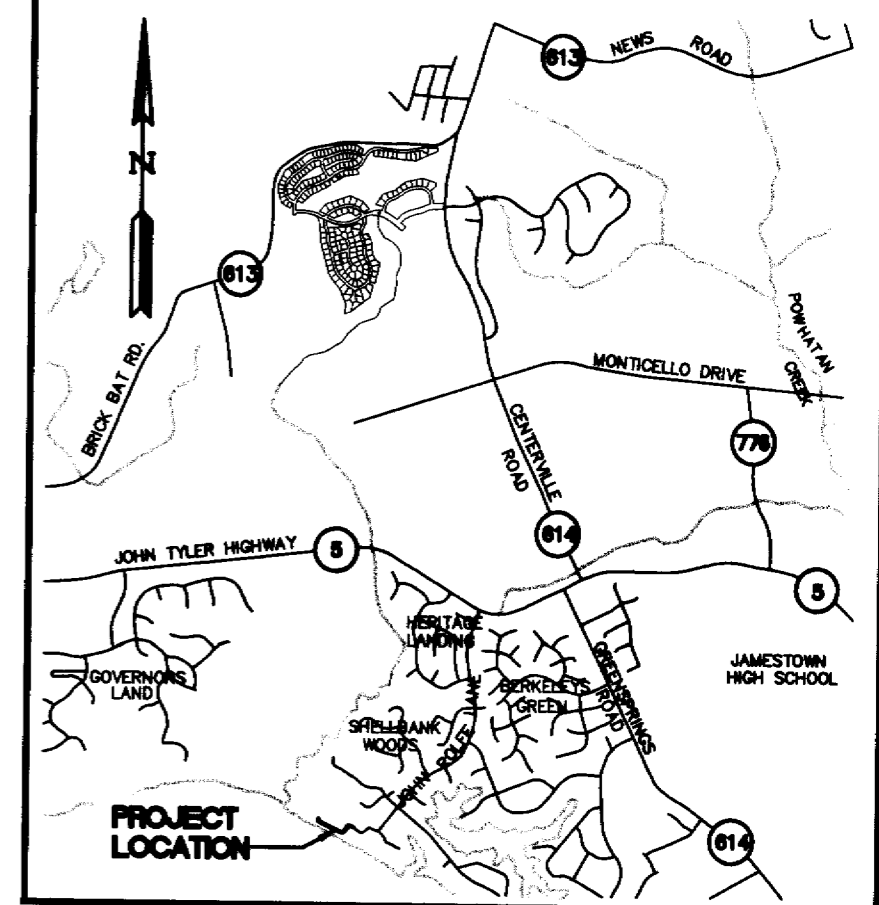 613
NEWS ROAD
N
613
BRICK BAT RD.
POWHATAN
CREEK
MONTICELLO DRIVE
CENTERVILLE
ROAD
776
614
JOHN TYLER HIGHWAY
5
5
HERITAGE
LANDING
GOVERNORS
LAND
BERKELEYS
GREEN
GREENSPRINGS
ROAD
JAMESTOWN
HIGH SCHOOL
SHELLBANK
WOODS
JOHN ROLFE LANE
PROJECT
LOCATION
614